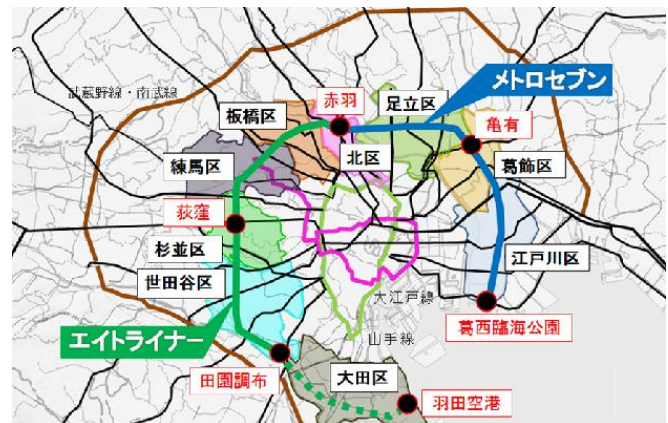 メトロセブン
赤羽
足立区
武蔵野線・南武線
板橋区
亀有
北区
葛飾区
練馬区
荻窪
杉並区
江戸川区
世田谷区
大江戸線
葛西臨海公園
エイトライナー
山手線
田園調布
大田区
羽田空港